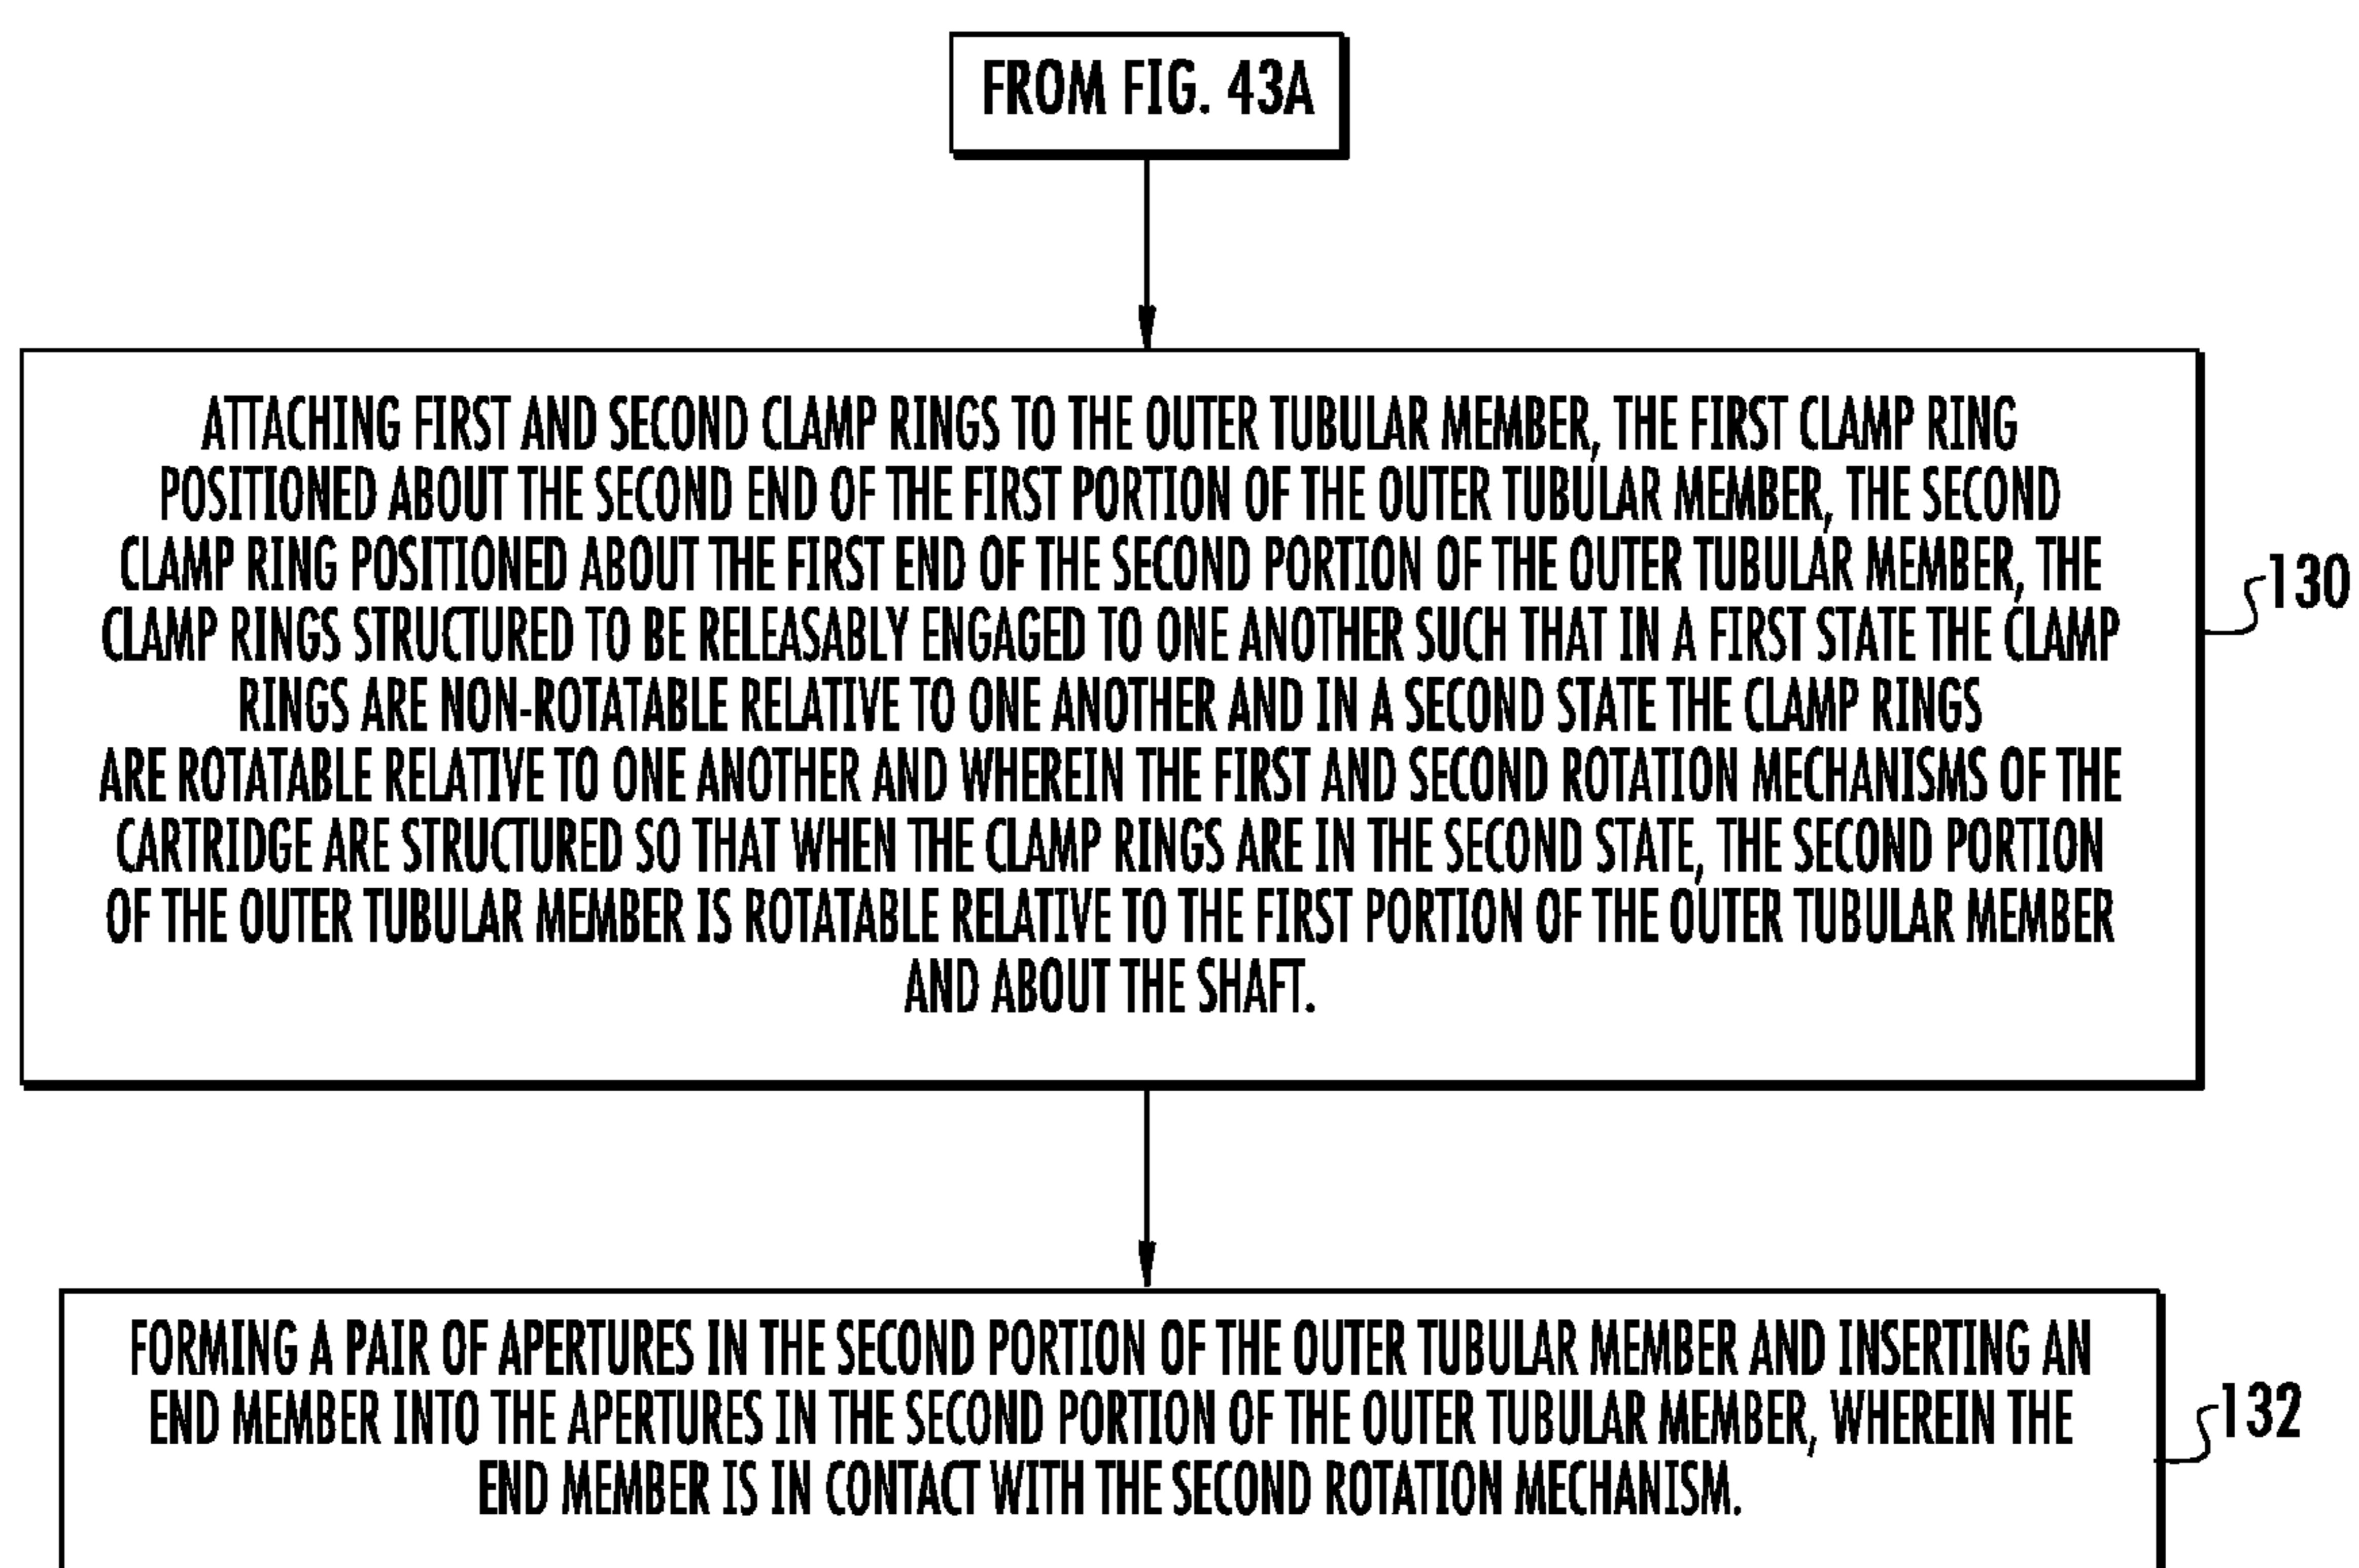 FROM FIG. 43A
ATTACHING FIRST AND SECOND CLAMP RINGS TO THE OUTER TUBULAR MEMBER, THE FIRST CLAMP RING
POSITIONED ABOUT THE SECOND END OF THE FIRST PORTION OF THE OUTER TUBULAR MEMBER, THE SECOND
CLAMP RING POSITIONED ABOUT THE FIRST END OF THE SECOND PORTION OF THE OUTER TUBULAR MEMBER, THE
CLAMP RINGS STRUCTURED TO BE RELEASABLY ENGAGED TO ONE ANOTHER SUCH THAT IN A FIRST STATE THE CLAMP
RINGS ARE NON-ROTATABLE RELATIVE TO ONE ANOTHER AND IN A SECOND STATE THE CLAMP RINGS
ARE ROTATABLE RELATIVE TO ONE ANOTHER AND WHEREIN THE FIRST AND SECOND ROTATION MECHANISMS OF THE
CARTRIDGE ARE STRUCTURED SO THAT WHEN THE CLAMP RINGS ARE IN THE SECOND STATE, THE SECOND PORTION
OF THE OUTER TUBULAR MEMBER IS ROTATABLE RELATIVE TO THE FIRST PORTION OF THE OUTER TUBULAR MEMBER
AND ABOUT THE SHAFT.
130
FORMING A PAIR OF APERTURES IN THE SECOND PORTION OF THE OUTER TUBULAR MEMBER AND INSERTING AN
END MEMBER INTO THE APERTURES IN THE SECOND PORTION OF THE OUTER TUBULAR MEMBER, WHEREIN THE
END MEMBER IS IN CONTACT WITH THE SECOND ROTATION MECHANISM.
132